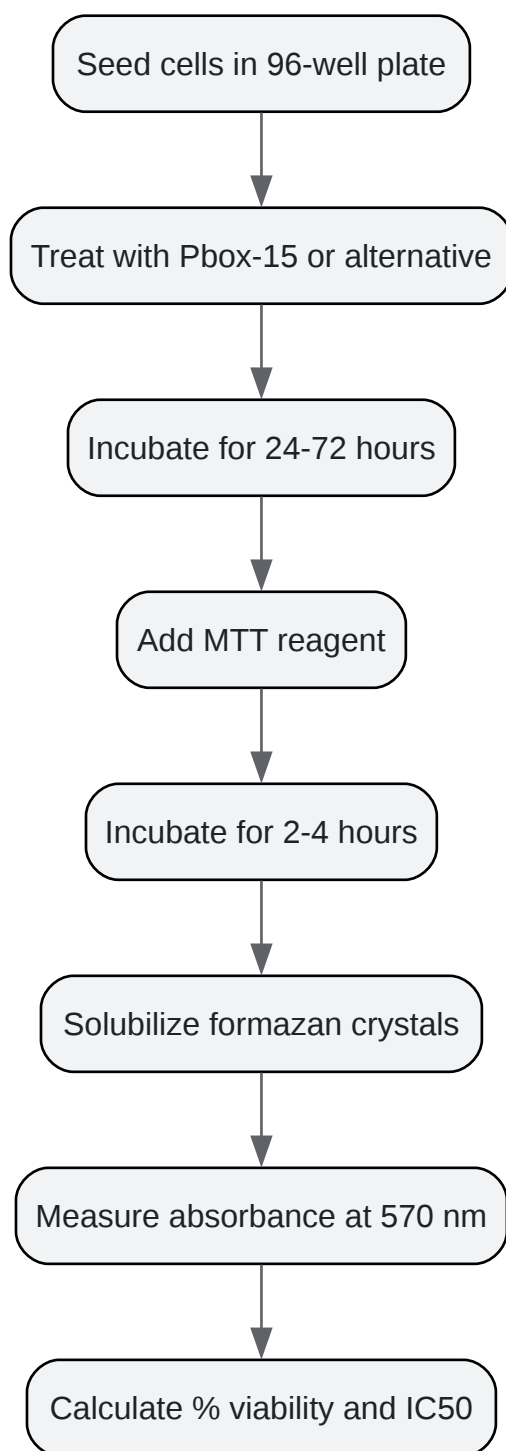 Seed cells in 96-well plate
Treat with Pbox-15 or alternative
Incubate for 24-72 hours
Add MTT reagent
Incubate for 2-4 hours
Solubilize formazan crystals
Measure absorbance at 570 nm
Calculate % viability and IC50